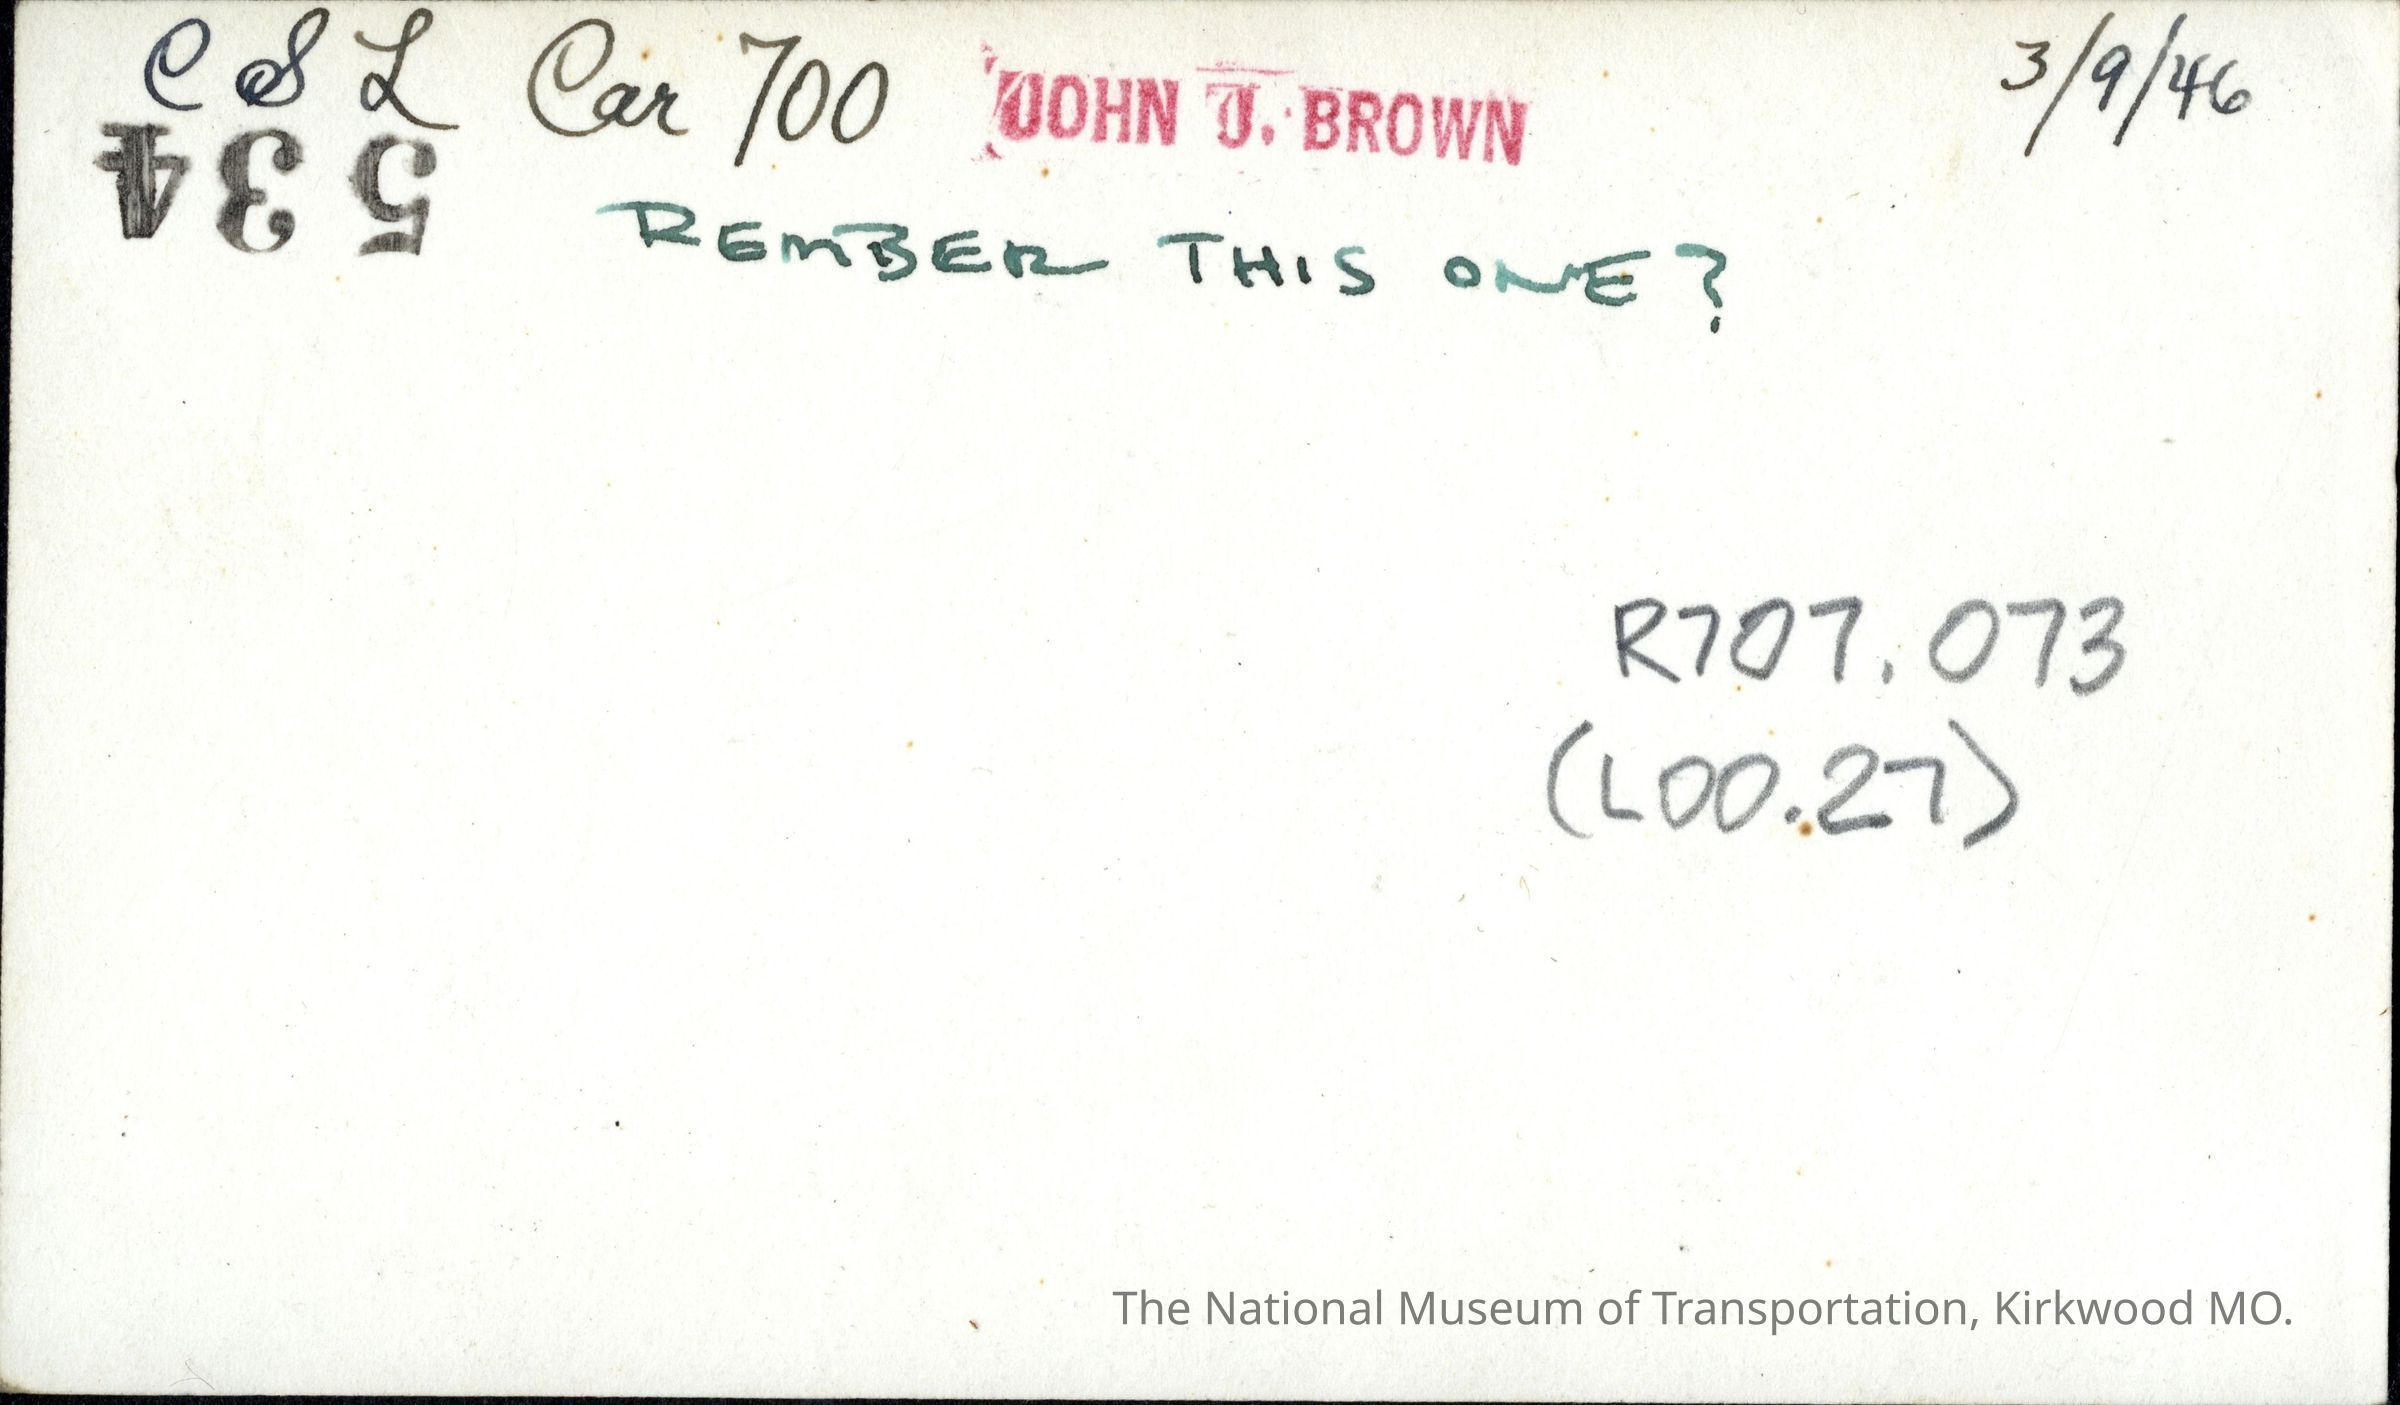 C S L Car 700 JOHN J. BROWN 3/9/46
534
REMBER THIS ONE?
R707.073
(L00.27)
The National Museum of Transportation, Kirkwood MO.